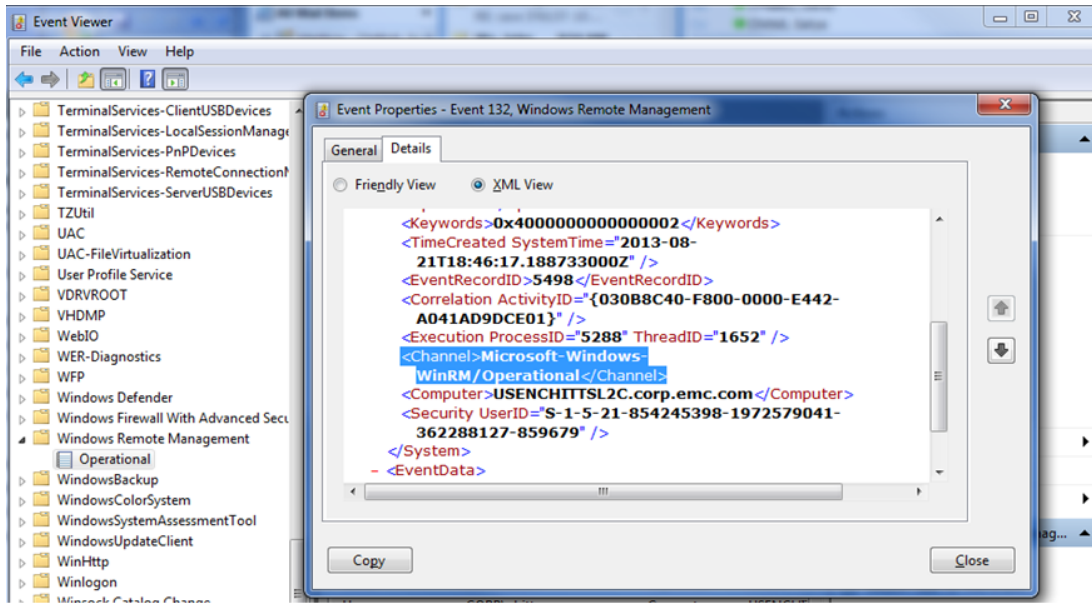 Event Viewer
File Action View Help
TerminalServices-ClientUSBDevices
TerminalServices-LocalSessionManage
TerminalServices-PnPDevices
TerminalServices-RemoteConnectionM
TerminalServices-ServerUSBDevices
TZUtil
UAC
UAC-FileVirtualization
User Profile Service
VDRVROOT
VHDMP
WebIO
WER-Diagnostics
WFP
Windows Defender
Windows Firewall With Advanced Secu
Windows Remote Management
Operational
WindowsBackup
WindowsColorSystem
WindowsSystemAssessmentTool
WindowsUpdateClient
WinHttp
Winlogon
Winsock Catalog Change
Event Properties - Event 132, Windows Remote Management
General Details
Friendly View XML View
<Keywords>0x4000000000000002</Keywords>
<TimeCreated SystemTime="2013-08-
21T18:46:17.188733000Z" />
<EventRecordID>5498</EventRecordID>
<Correlation ActivityID="{030B8C40-F800-0000-E442-
A041AD9DCE01}" />
<Execution ProcessID="5288" ThreadID="1652" />
<Channel>Microsoft-Windows-
WinRM/Operational</Channel>
<Computer>USENCHITTSL2C.corp.emc.com</Computer>
<Security UserID="S-1-5-21-854245398-1972579041-
362288127-859679" />
</System>
- <EventData>
Copy Close
nag...